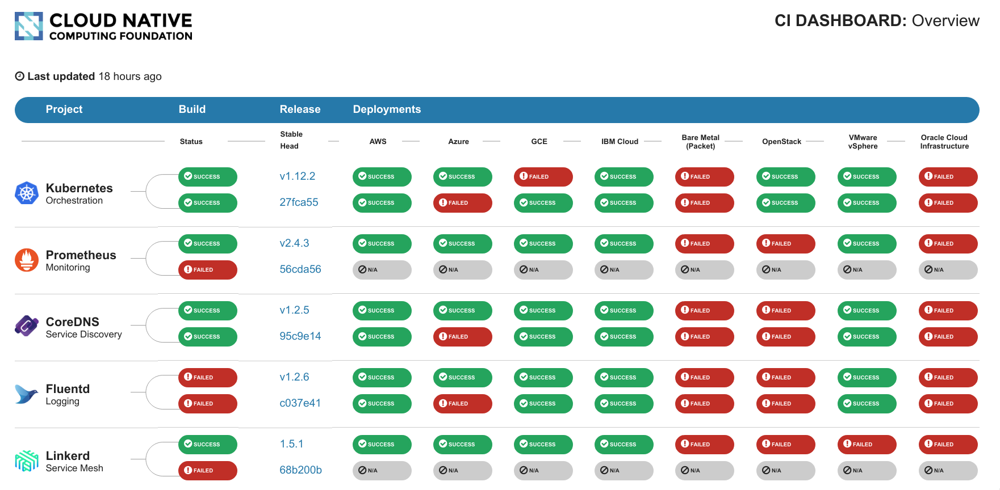 CLOUD NATIVE
COMPUTING FOUNDATION
CI DASHBOARD: Overview
Last updated 18 hours ago
Project Build Release Deployments
Status Stable Head AWS Azure GCE IBM Cloud Bare Metal (Packet) OpenStack VMware vSphere Oracle Cloud Infrastructure
Kubernetes
Orchestration
SUCCESS v1.12.2 SUCCESS SUCCESS FAILED SUCCESS FAILED SUCCESS SUCCESS FAILED
SUCCESS 27fca55 SUCCESS FAILED SUCCESS SUCCESS FAILED SUCCESS SUCCESS FAILED
Prometheus
Monitoring
SUCCESS v2.4.3 SUCCESS SUCCESS SUCCESS SUCCESS FAILED FAILED SUCCESS FAILED
FAILED 56cda56 N/A N/A N/A N/A N/A N/A N/A N/A
CoreDNS
Service Discovery
SUCCESS v1.2.5 SUCCESS SUCCESS SUCCESS SUCCESS FAILED FAILED SUCCESS FAILED
SUCCESS 95c9e14 SUCCESS FAILED SUCCESS SUCCESS FAILED FAILED SUCCESS FAILED
Fluentd
Logging
FAILED v1.2.6 SUCCESS SUCCESS SUCCESS SUCCESS FAILED FAILED SUCCESS FAILED
FAILED c037e41 SUCCESS FAILED SUCCESS SUCCESS FAILED FAILED SUCCESS FAILED
Linkerd
Service Mesh
SUCCESS 1.5.1 SUCCESS SUCCESS SUCCESS SUCCESS FAILED FAILED FAILED FAILED
FAILED 68b200b N/A N/A N/A N/A N/A N/A N/A N/A